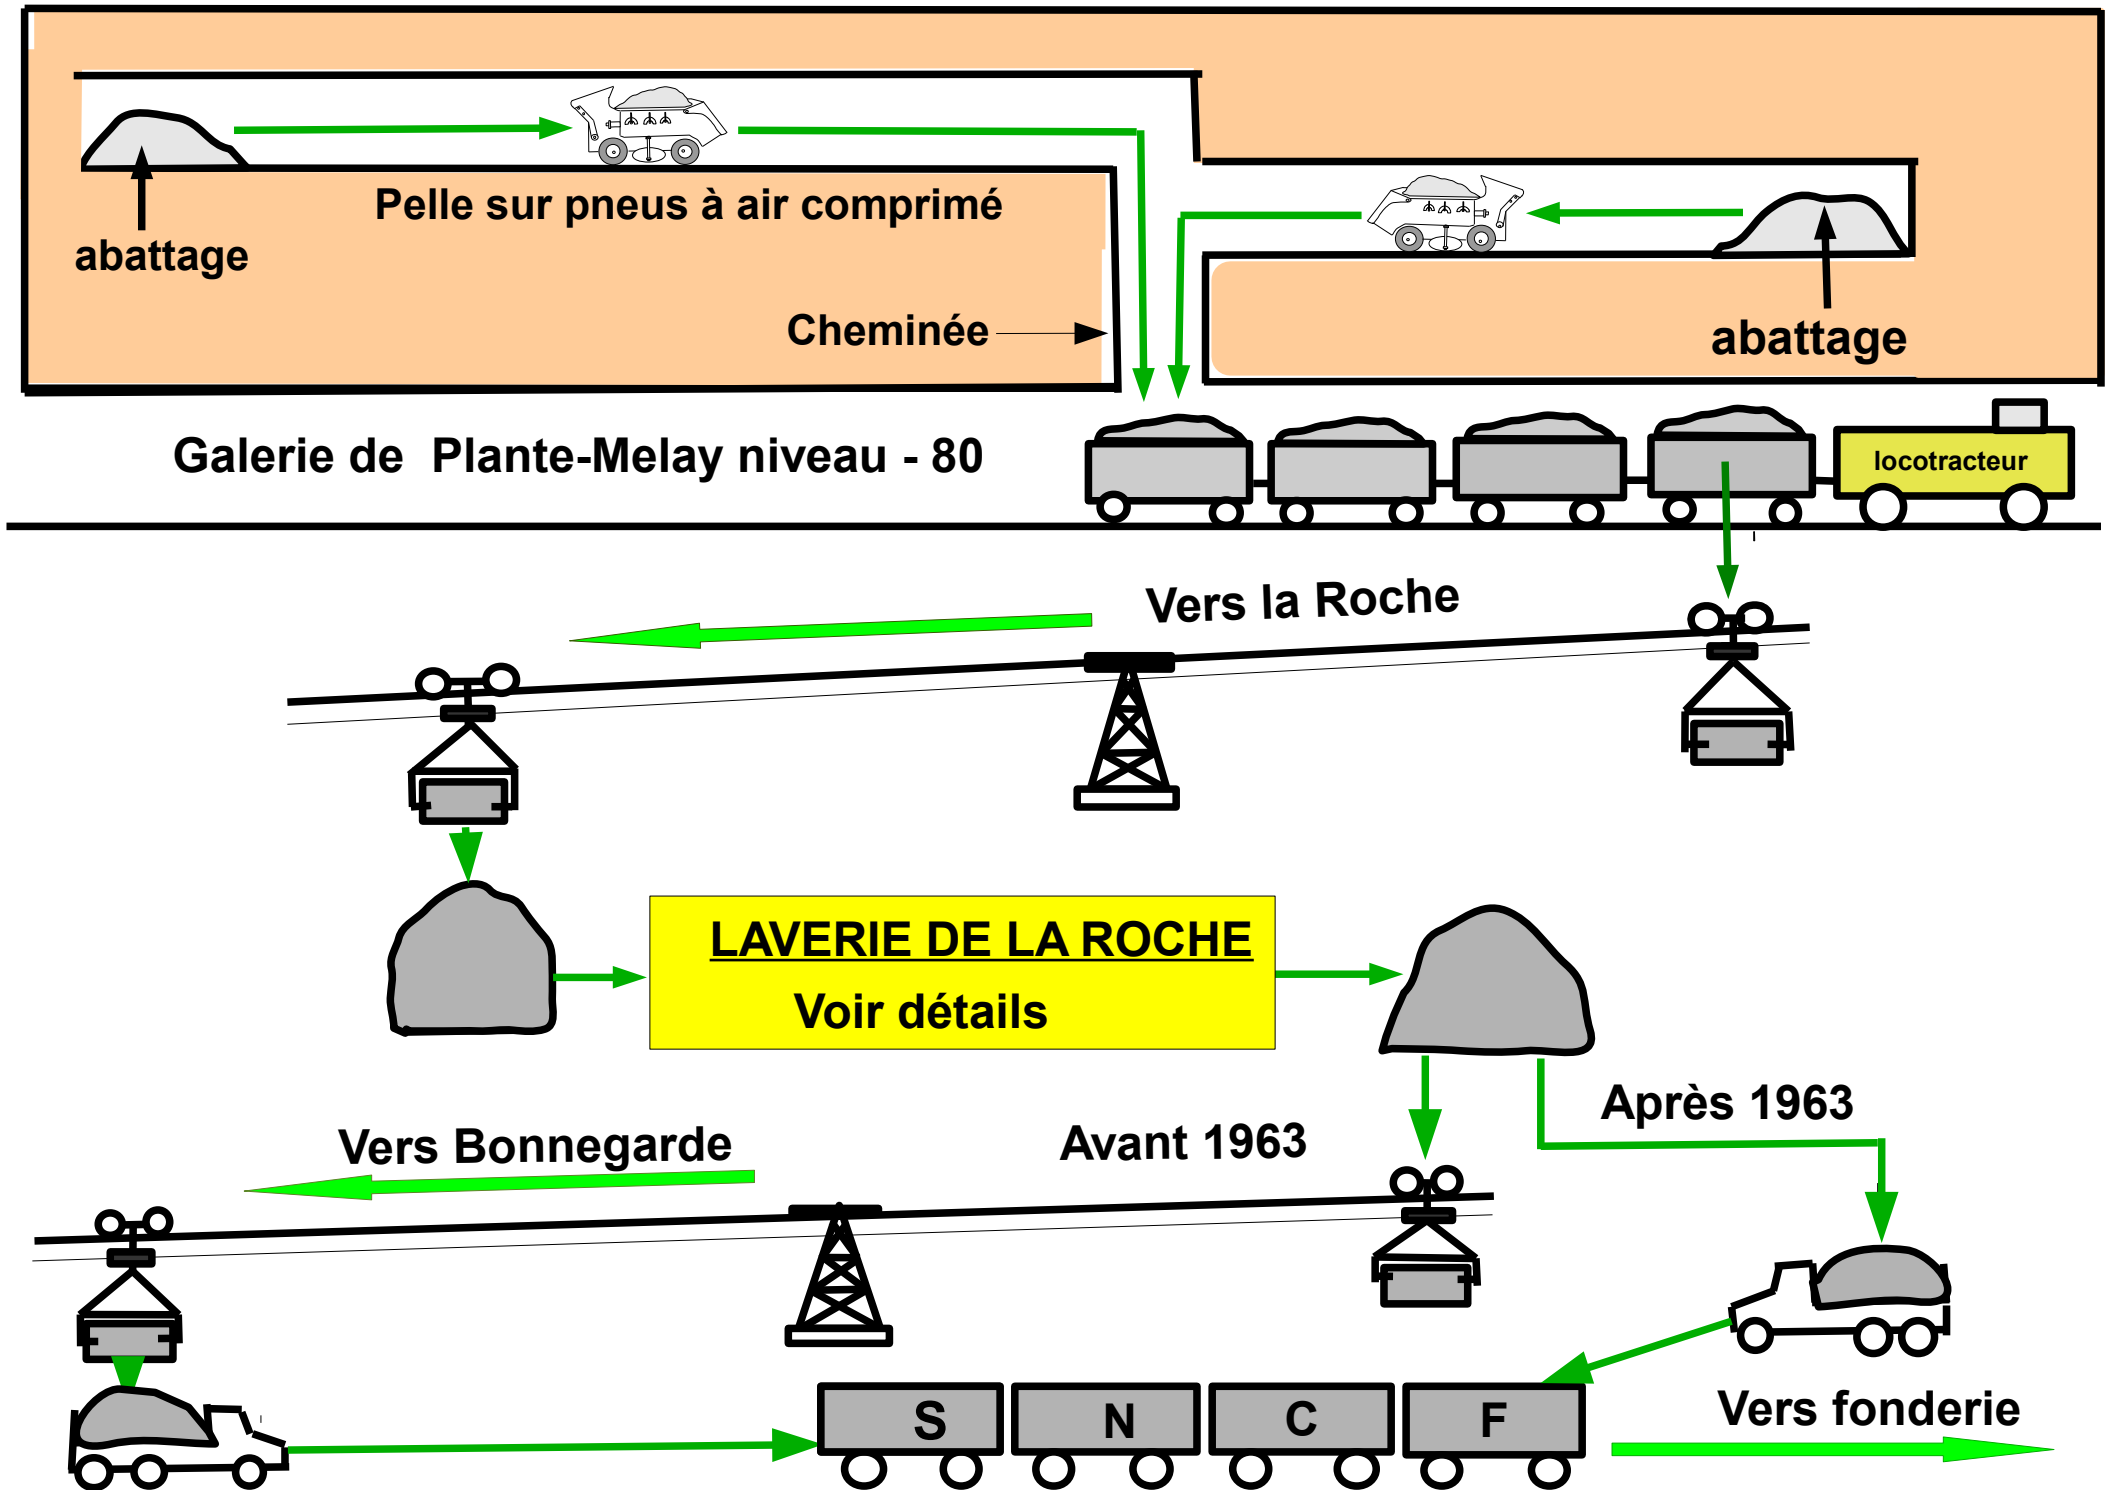 Pelle sur pneus à air comprimé
abattage
Cheminée
abattage
Galerie de Plante-Melay niveau - 80
locotracteur
Vers la Roche
LAVERIE DE LA ROCHE
Voir détails
Après 1963
Avant 1963
Vers Bonnegarde
S N C F
Vers fonderie